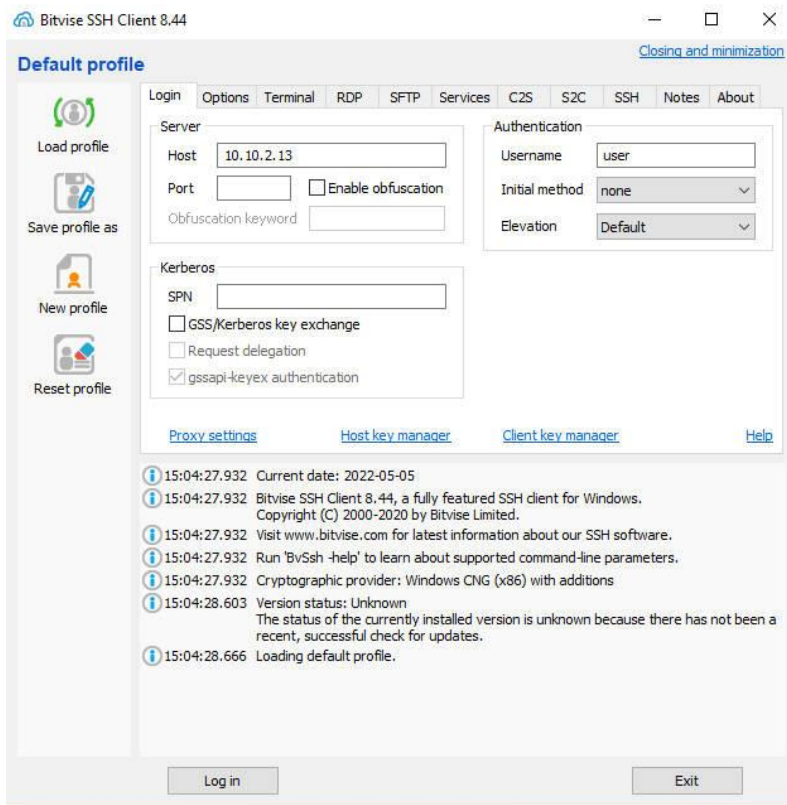 Bitvise SSH Client 8.44
Closing and minimization
Default profile
Load profile
Save profile as
New profile
Reset profile
Login Options Terminal RDP SFTP Services C2S S2C SSH Notes About
Server
Host 10.10.2.13
Port Enable obfuscation
Obfuscation keyword
Authentication
Username user
Initial method none
Elevation Default
Kerberos
SPN
GSS/Kerberos key exchange
Request delegation
gssapi-keyex authentication
Proxy settings Host key manager Client key manager Help
15:04:27.932 Current date: 2022-05-05
15:04:27.932 Bitvise SSH Client 8.44, a fully featured SSH client for Windows.
Copyright (C) 2000-2020 by Bitvise Limited.
15:04:27.932 Visit www.bitvise.com for latest information about our SSH software.
15:04:27.932 Run 'BvSsh -help' to learn about supported command-line parameters.
15:04:27.932 Cryptographic provider: Windows CNG (x86) with additions
15:04:28.603 Version status: Unknown
The status of the currently installed version is unknown because there has not been a
recent, successful check for updates.
15:04:28.666 Loading default profile.
Log in Exit